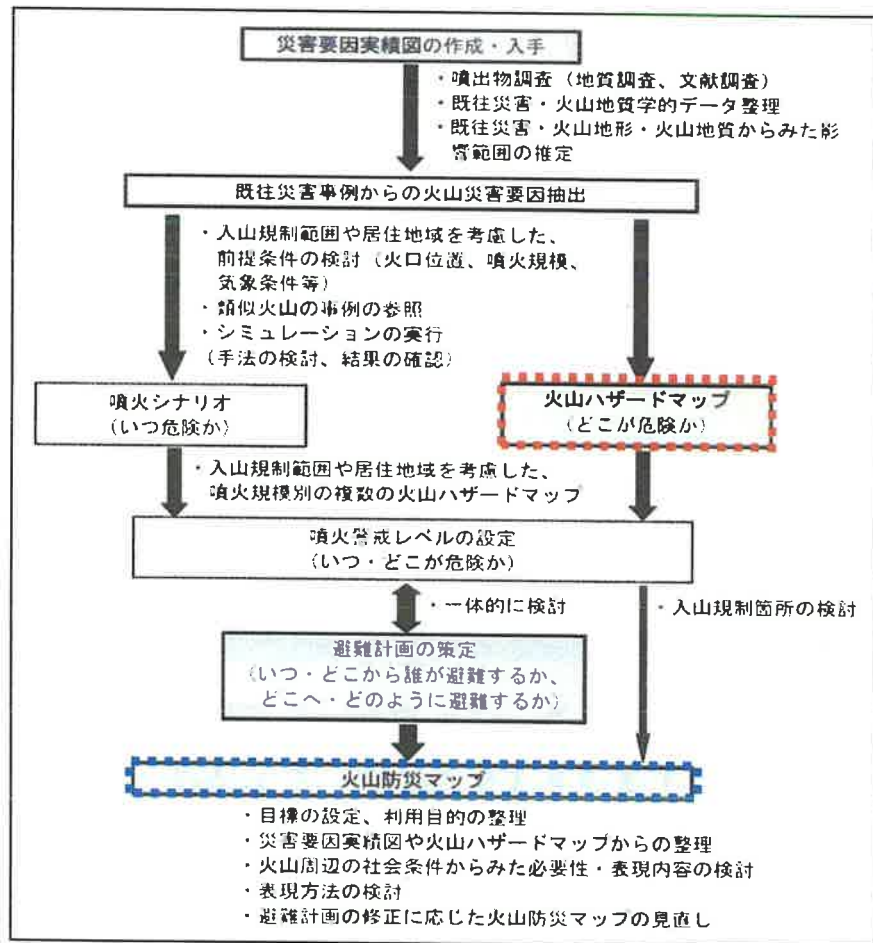 災害要因実績図の作成・入手
・噴出物調査（地質調査、文献調査）
・既往災害・火山地質学的データ整理
・既往災害・火山地形・火山地質からみた影
響範囲の推定
既往災害事例からの火山災害要因抽出
・入山規制範囲や居住地域を考慮した、
前提条件の検討（火口位置、噴火規模、
気象条件等）
・類似火山の事例の参照
・シミュレーションの実行
（手法の検討、結果の確認）
噴火シナリオ
（いつ危険か）
火山ハザードマップ
（どこが危険か）
・入山規制範囲や居住地域を考慮した、
噴火規模別の複数の火山ハザードマップ
噴火警戒レベルの設定
（いつ・どこが危険か）
・一体的に検討
・入山規制箇所の検討
避難計画の策定
（いつ・どこから誰が避難するか、
どこへ・どのように避難するか）
火山防災マップ
・目標の設定、利用目的の整理
・災害要因実績図や火山ハザードマップからの整理
・火山周辺の社会条件からみた必要性・表現内容の検討
・表現方法の検討
・避難計画の修正に応じた火山防災マップの見直し